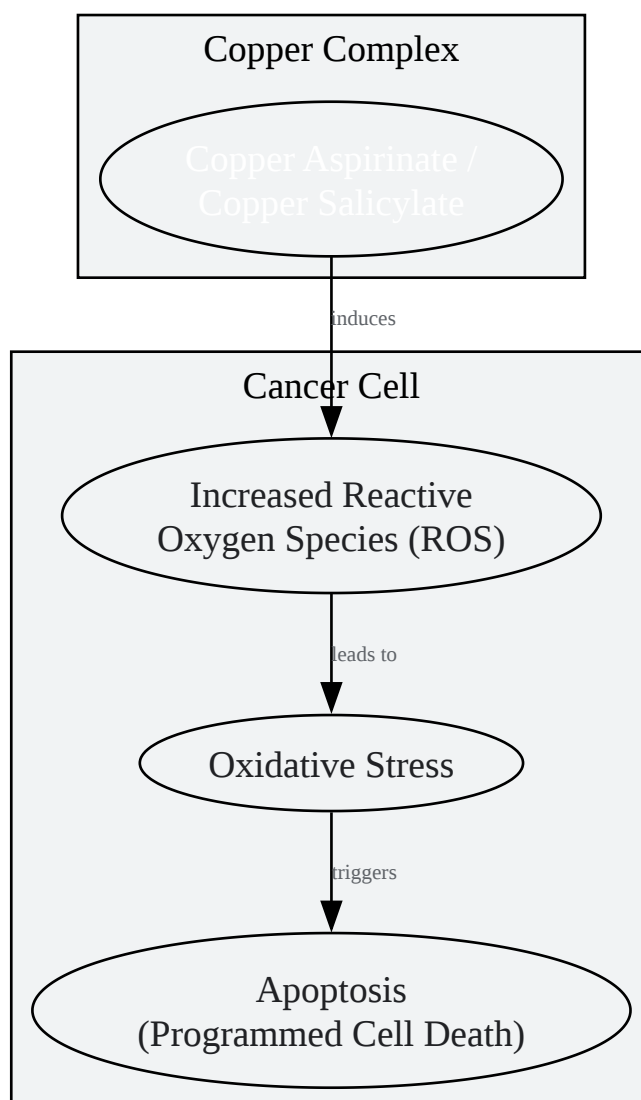 Copper Complex
Copper Aspirinate /
Copper Salicylate
induces
Cancer Cell
Increased Reactive
Oxygen Species (ROS)
leads to
Oxidative Stress
triggers
Apoptosis
(Programmed Cell Death)